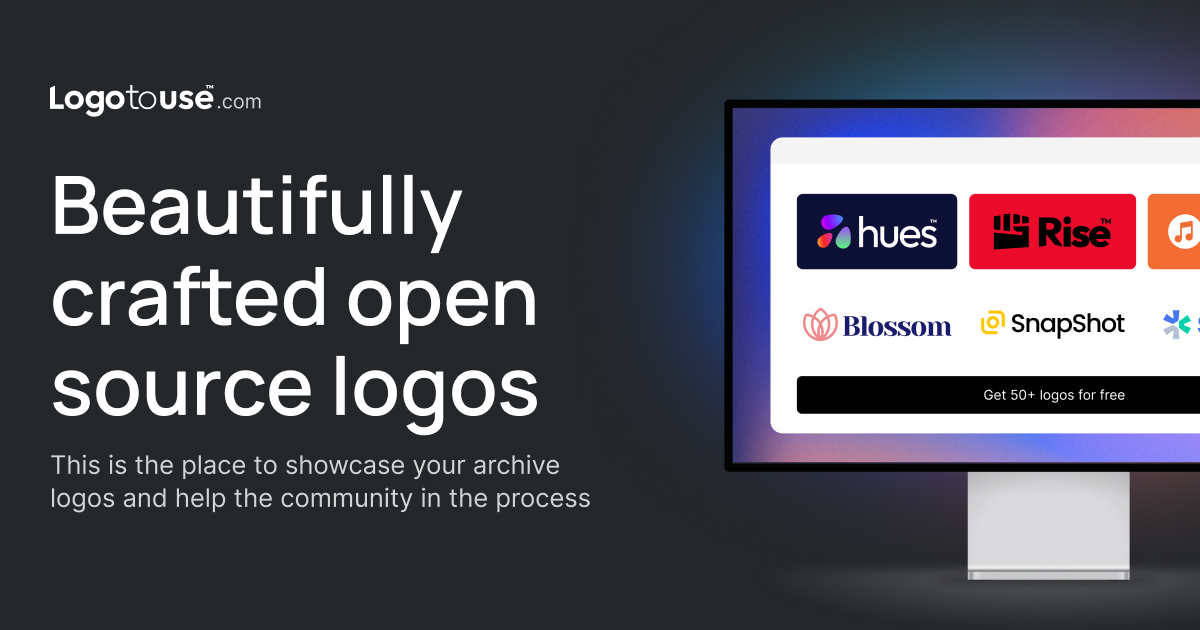 Logotouse™.com
Beautifully
crafted open
source logos
This is the place to showcase your archive
logos and help the community in the process
hues™
Rise™
Blossom
SnapShot
Get 50+ logos for free